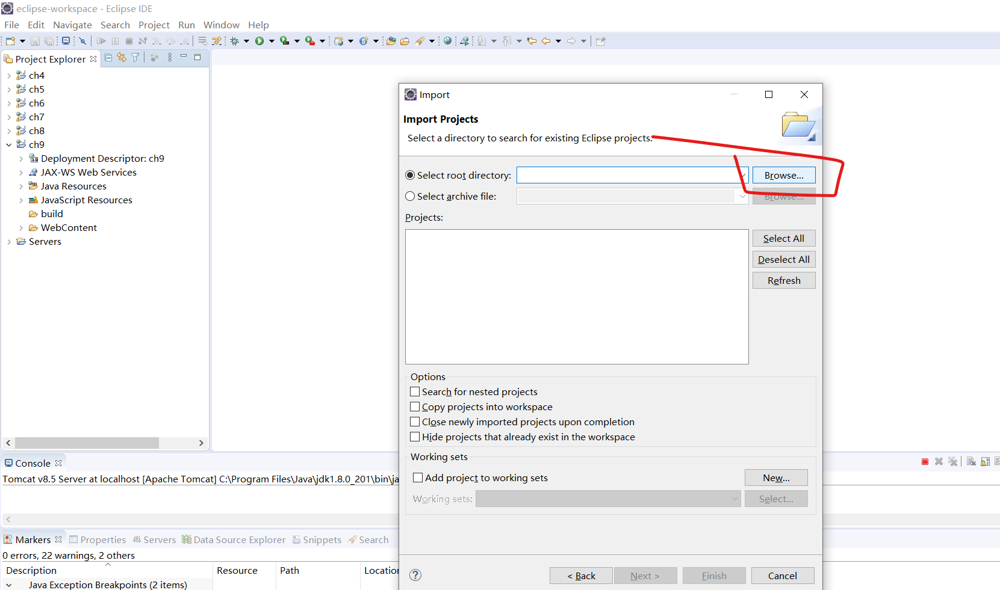 eclipse-workspace - Eclipse IDE
File Edit Navigate Search Project Run Window Help
Project Explorer
ch4
ch5
ch6
ch7
ch8
ch9
Deployment Descriptor: ch9
JAX-WS Web Services
Java Resources
JavaScript Resources
build
WebContent
Servers
Import
Import Projects
Select a directory to search for existing Eclipse projects.
Select root directory: Browse...
Select archive file: Browse...
Projects:
Select All
Deselect All
Refresh
Options
Search for nested projects
Copy projects into workspace
Close newly imported projects upon completion
Hide projects that already exist in the workspace
Working sets
Add project to working sets New...
Working sets: Select...
< Back Next > Finish Cancel
Console
Tomcat v8.5 Server at localhost [Apache Tomcat] C:\Program Files\Java\jdk1.8.0_201\bin\ja
Markers Properties Servers Data Source Explorer Snippets Search
0 errors, 22 warnings, 2 others
Description Resource Path Location
Java Exception Breakpoints (2 items)